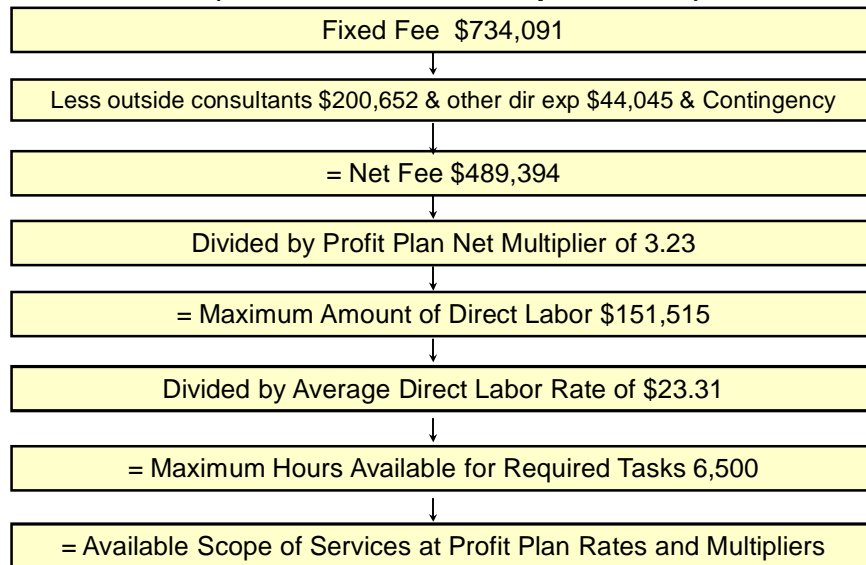 Fixed Fee $734,091
Less outside consultants $200,652 & other dir exp $44,045 & Contingency
= Net Fee $489,394
Divided by Profit Plan Net Multiplier of 3.23
= Maximum Amount of Direct Labor $151,515
Divided by Average Direct Labor Rate of $23.31
= Maximum Hours Available for Required Tasks 6,500
= Available Scope of Services at Profit Plan Rates and Multipliers